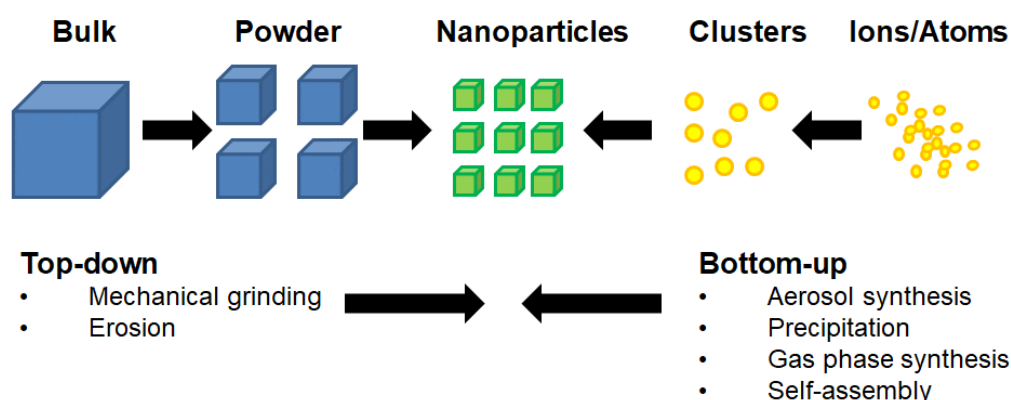 Bulk Powder Nanoparticles Clusters Ions/Atoms
Top-down
• Mechanical grinding
• Erosion
Bottom-up
• Aerosol synthesis
• Precipitation
• Gas phase synthesis
• Self-assembly